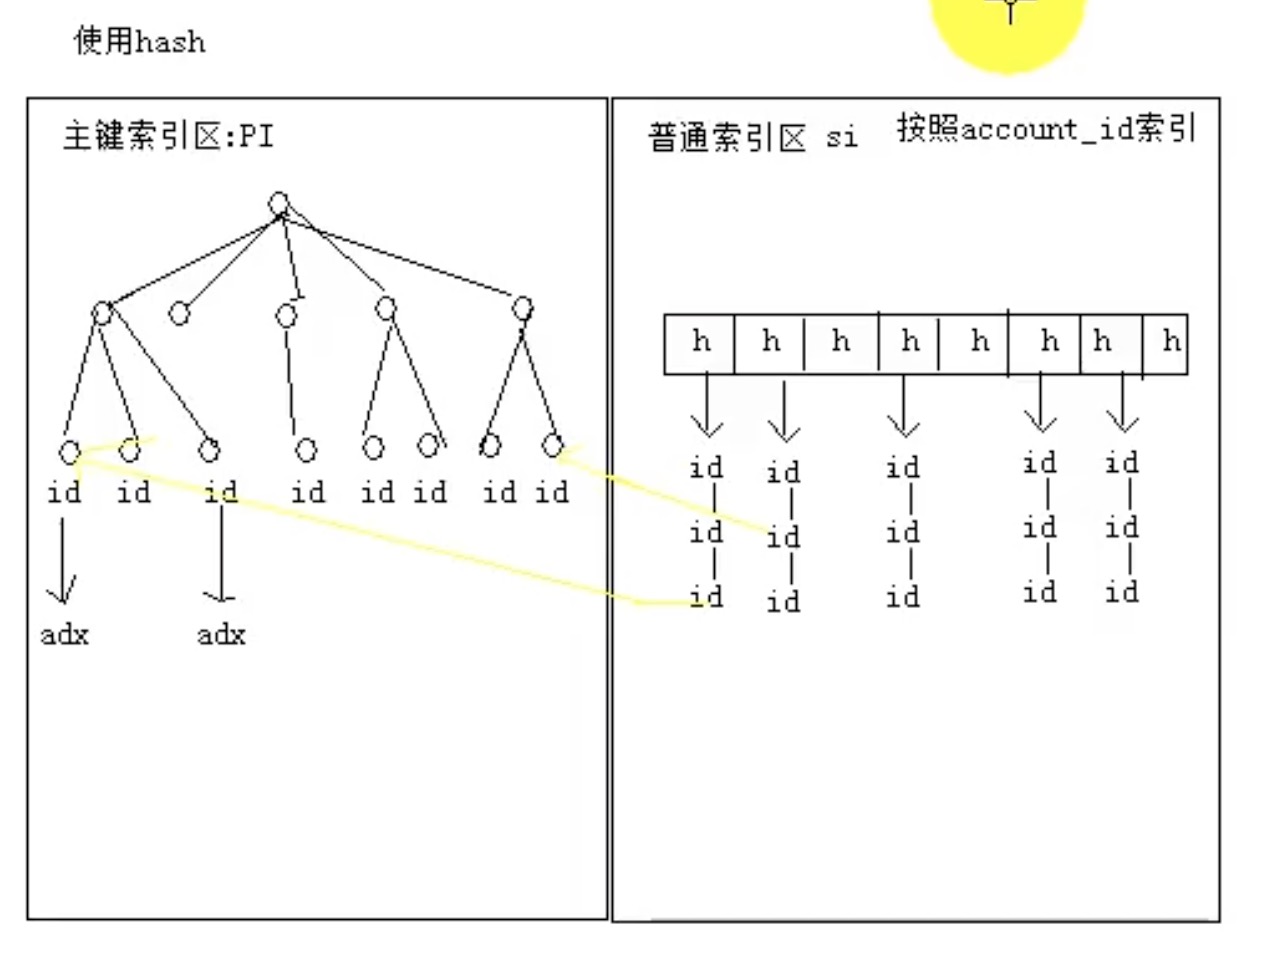 使用hash
主键索引区:PI
普通索引区 si 按照account_id索引
h h h h h h h h
id id id id id
id id id id id id id id
id id id id id
id id id id id
adx adx